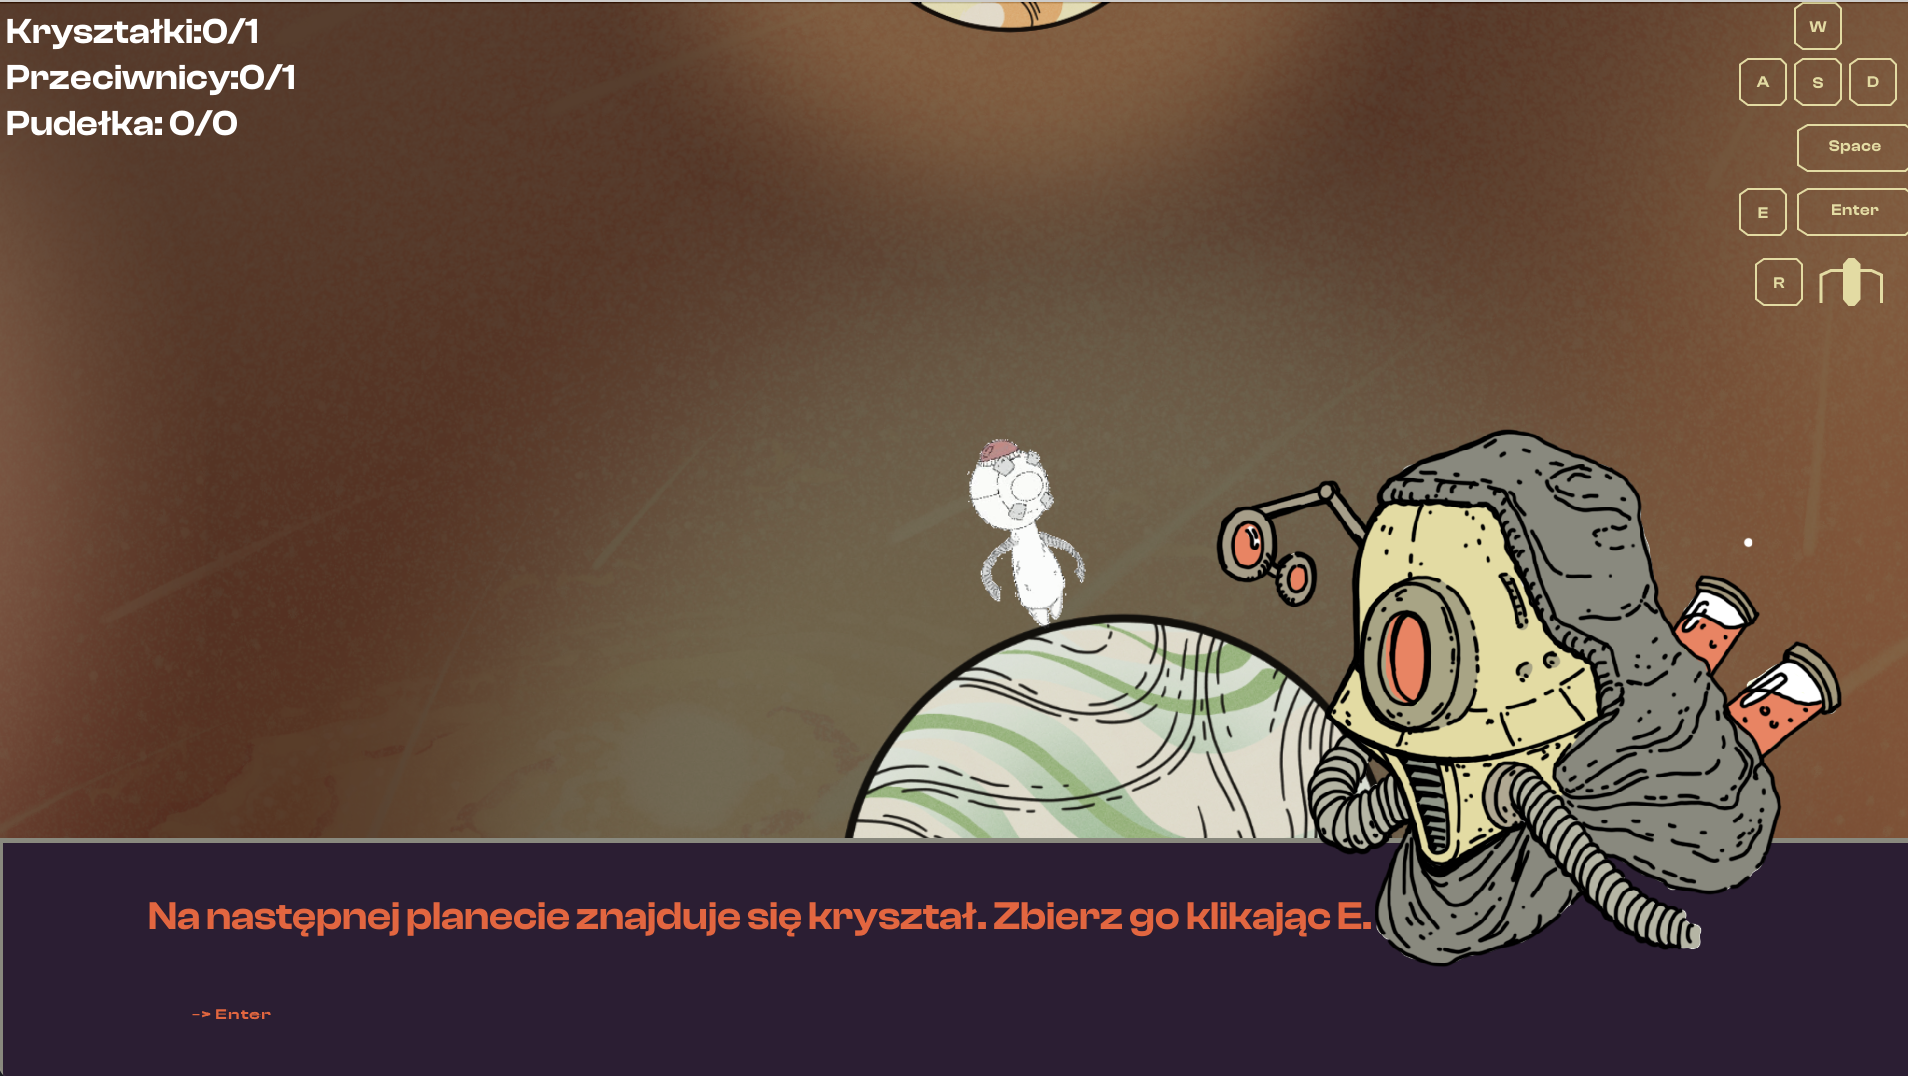 Kryształki:0/1
Przeciwnicy:0/1
Pudełka: 0/0
W
A S D
Space
E Enter
R
Na następnej planecie znajduje się kryształ. Zbierz go klikając E.
-> Enter